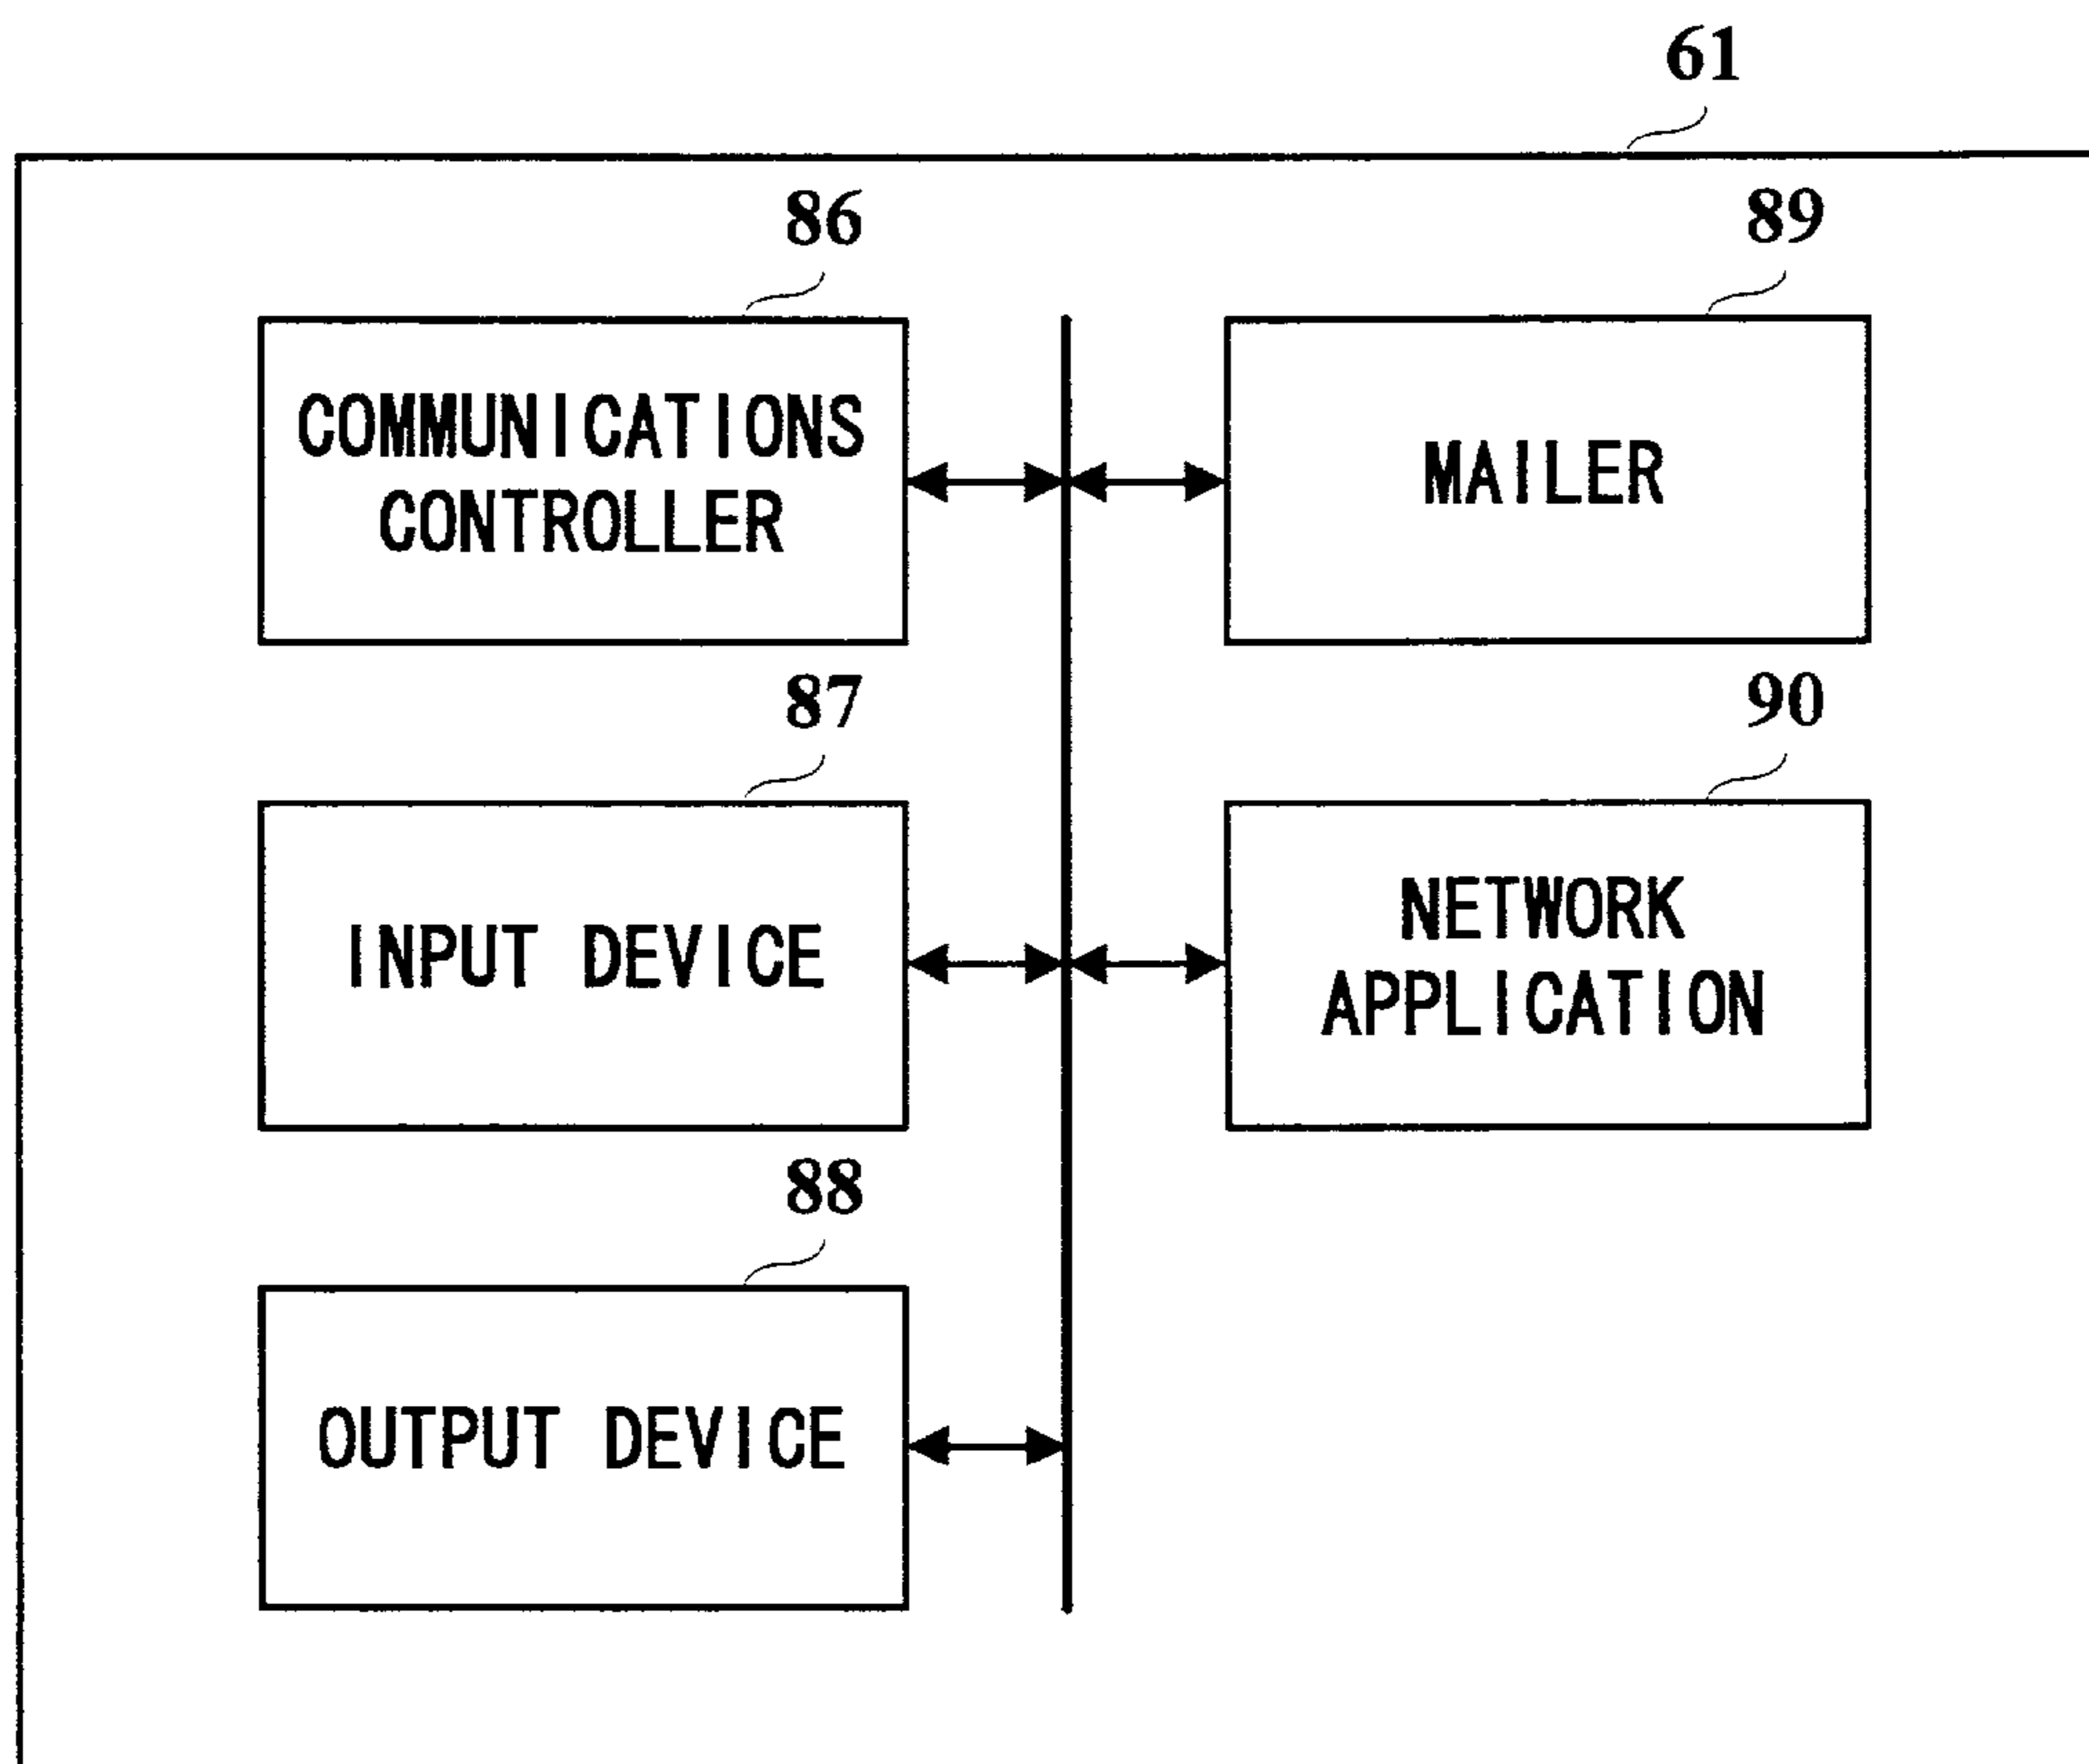 61
86
COMMUNICATIONS
CONTROLLER
89
MAILER
87
INPUT DEVICE
90
NETWORK
APPLICATION
88
OUTPUT DEVICE